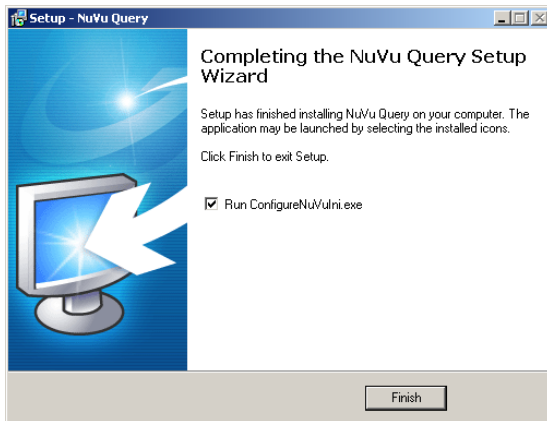 Setup - NuVu Query
Completing the NuVu Query Setup
Wizard
Setup has finished installing NuVu Query on your computer. The
application may be launched by selecting the installed icons.
Click Finish to exit Setup.
Run ConfigureNuVuIni.exe
Finish